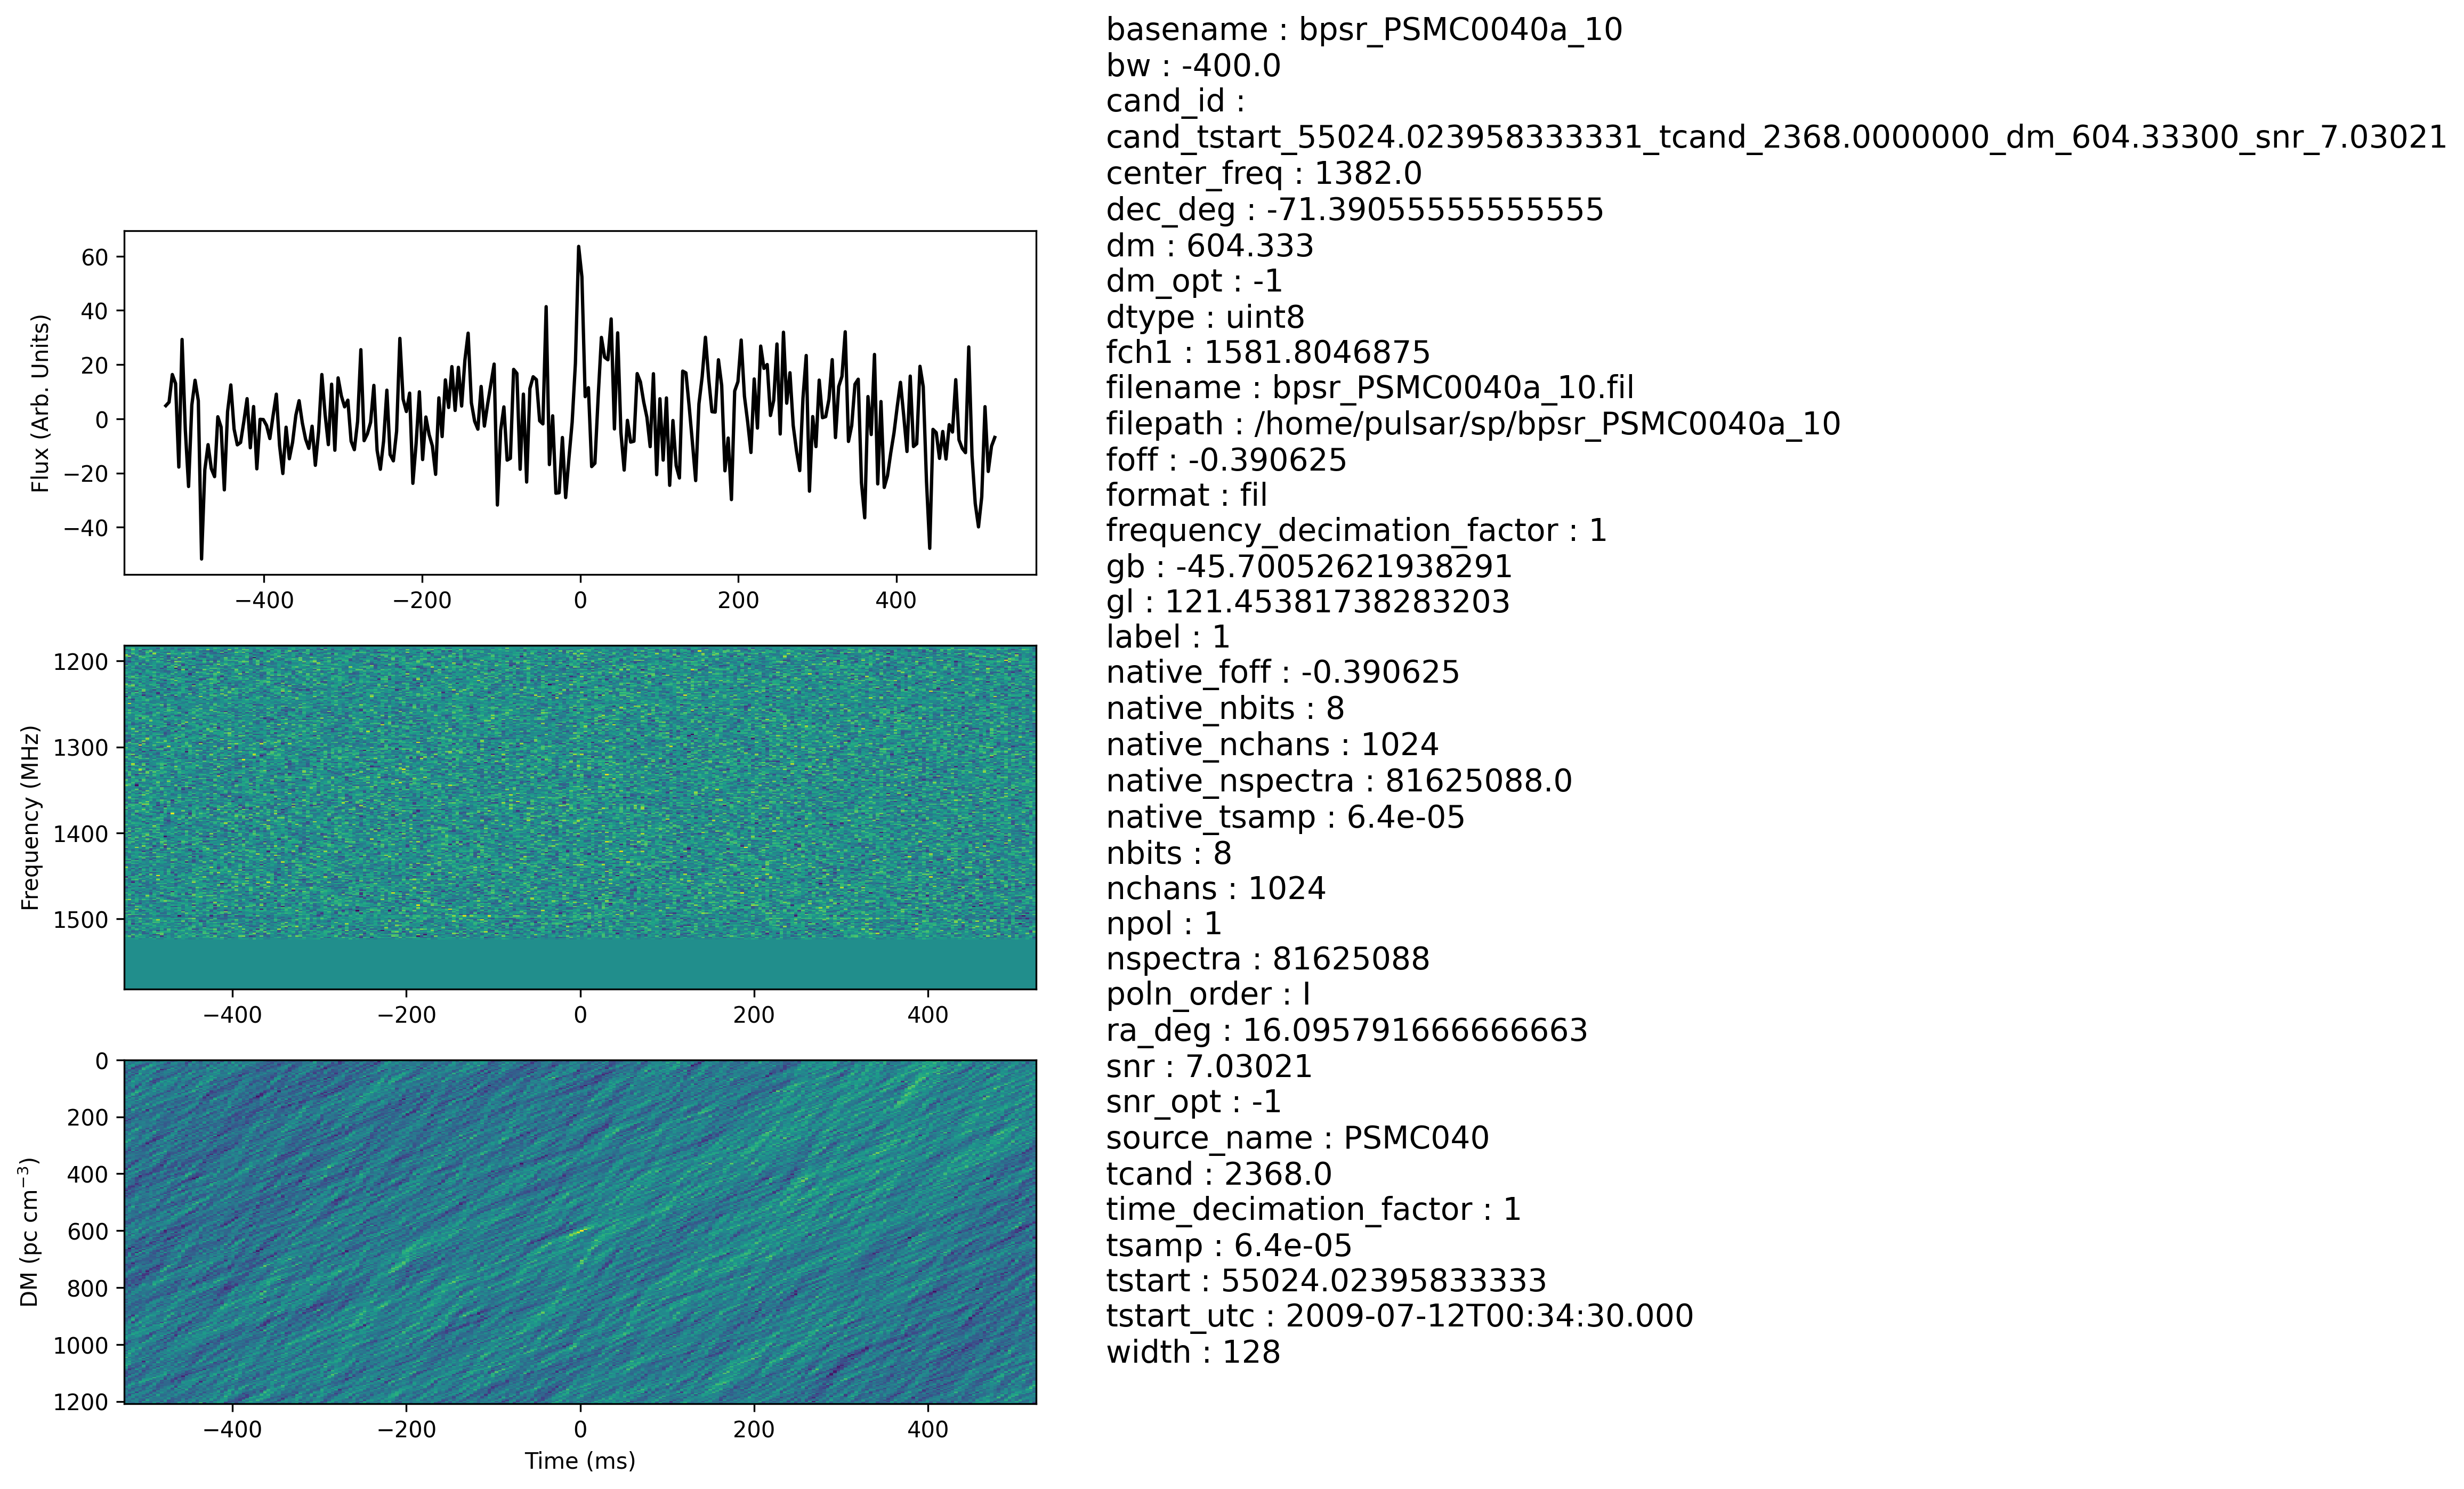 basename : bpsr_PSMC0040a_10
bw : -400.0
cand_id :
cand_tstart_55024.023958333331_tcand_2368.0000000_dm_604.33300_snr_7.03021
center_freq : 1382.0
dec_deg : -71.39055555555555
dm : 604.333
dm_opt : -1
dtype : uint8
fch1 : 1581.8046875
filename : bpsr_PSMC0040a_10.fil
filepath : /home/pulsar/sp/bpsr_PSMC0040a_10
foff : -0.390625
format : fil
frequency_decimation_factor : 1
gb : -45.70052621938291
gl : 121.45381738283203
label : 1
native_foff : -0.390625
native_nbits : 8
native_nchans : 1024
native_nspectra : 81625088.0
native_tsamp : 6.4e-05
nbits : 8
nchans : 1024
npol : 1
nspectra : 81625088
poln_order : I
ra_deg : 16.095791666666663
snr : 7.03021
snr_opt : -1
source_name : PSMC040
tcand : 2368.0
time_decimation_factor : 1
tsamp : 6.4e-05
tstart : 55024.02395833333
tstart_utc : 2009-07-12T00:34:30.000
width : 128
Flux (Arb. Units)
60
40
20
0
−20
−40
−400 −200 0 200 400
Frequency (MHz)
1200
1300
1400
1500
−400 −200 0 200 400
DM (pc cm⁻³)
0
200
400
600
800
1000
1200
−400 −200 0 200 400
Time (ms)